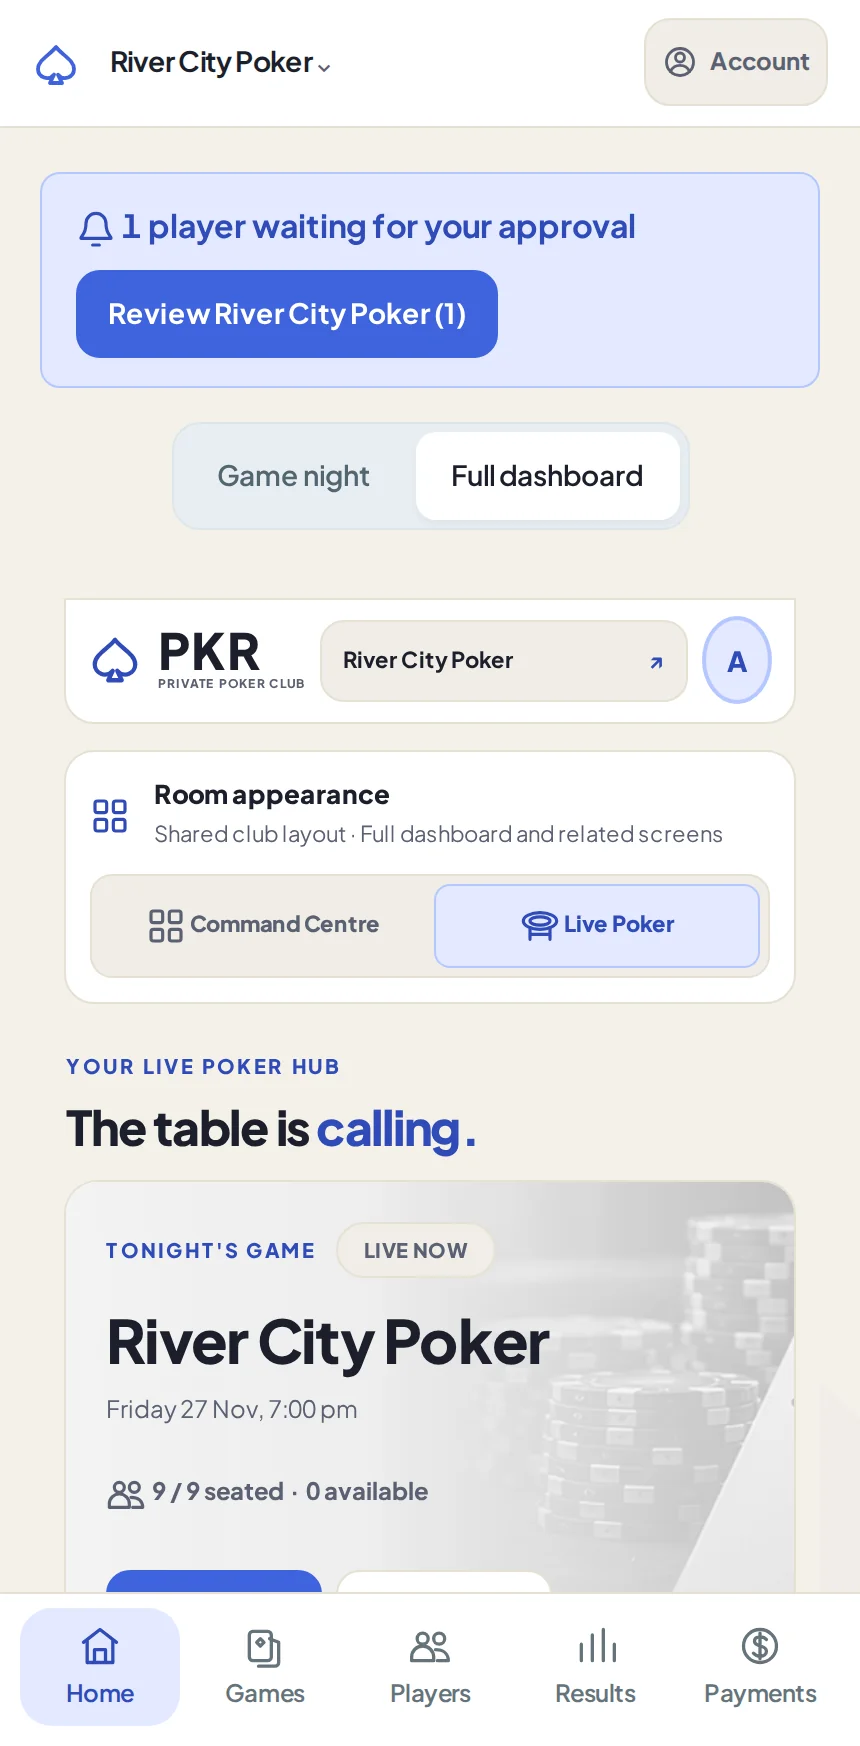 River City Poker
Account
1 player waiting for your approval
Review River City Poker (1)
Game night
Full dashboard
PKR
PRIVATE POKER CLUB
River City Poker
A
Room appearance
Shared club layout · Full dashboard and related screens
Command Centre
Live Poker
YOUR LIVE POKER HUB
The table is calling.
TONIGHT'S GAME
LIVE NOW
River City Poker
Friday 27 Nov, 7:00 pm
9 / 9 seated · 0 available
Home
Games
Players
Results
Payments